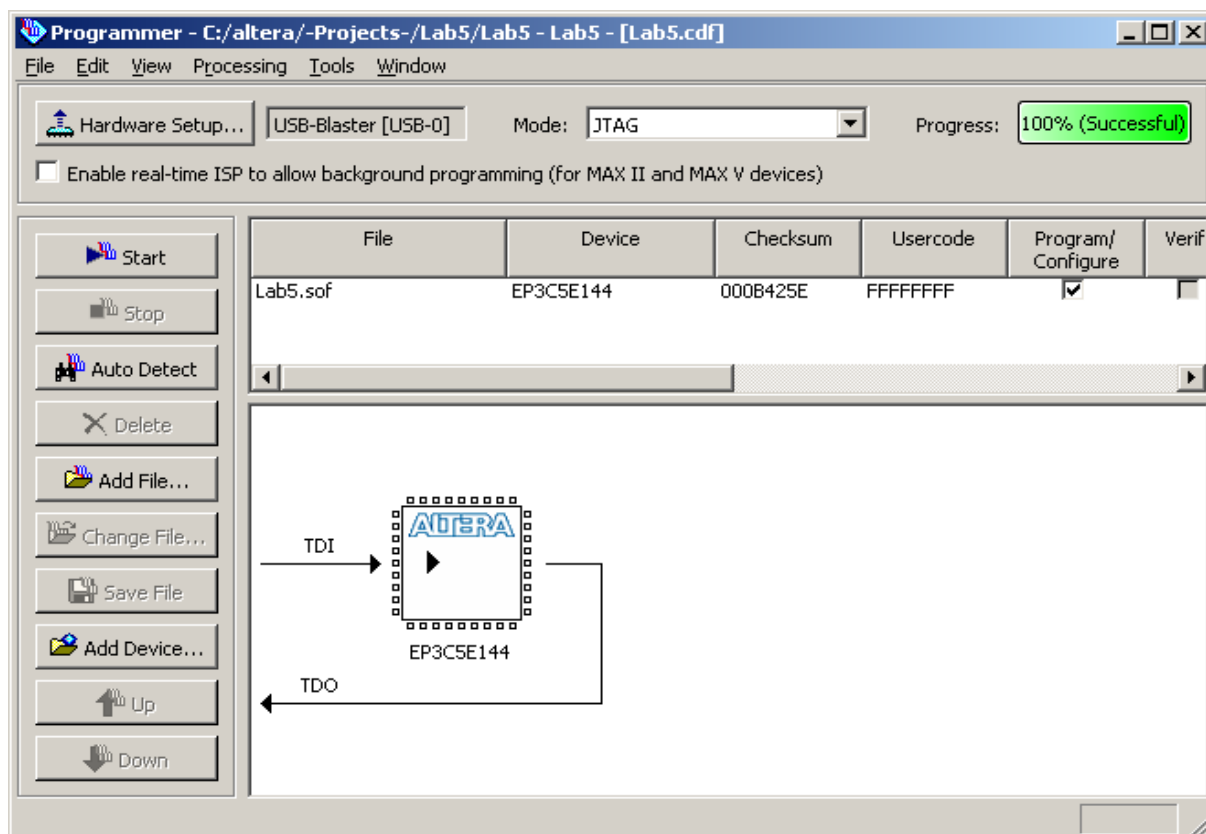 Programmer - C:/altera/-Projects-/Lab5/Lab5 - Lab5 - [Lab5.cdf]
File Edit View Processing Tools Window
Hardware Setup... USB-Blaster [USB-0] Mode: JTAG Progress: 100% (Successful)
Enable real-time ISP to allow background programming (for MAX II and MAX V devices)
Start
Stop
Auto Detect
Delete
Add File...
Change File...
Save File
Add Device...
Up
Down
File Device Checksum Usercode Program/ Verif
Configure
Lab5.sof EP3C5E144 000B425E FFFFFFFF
ALTERA
TDI
EP3C5E144
TDO